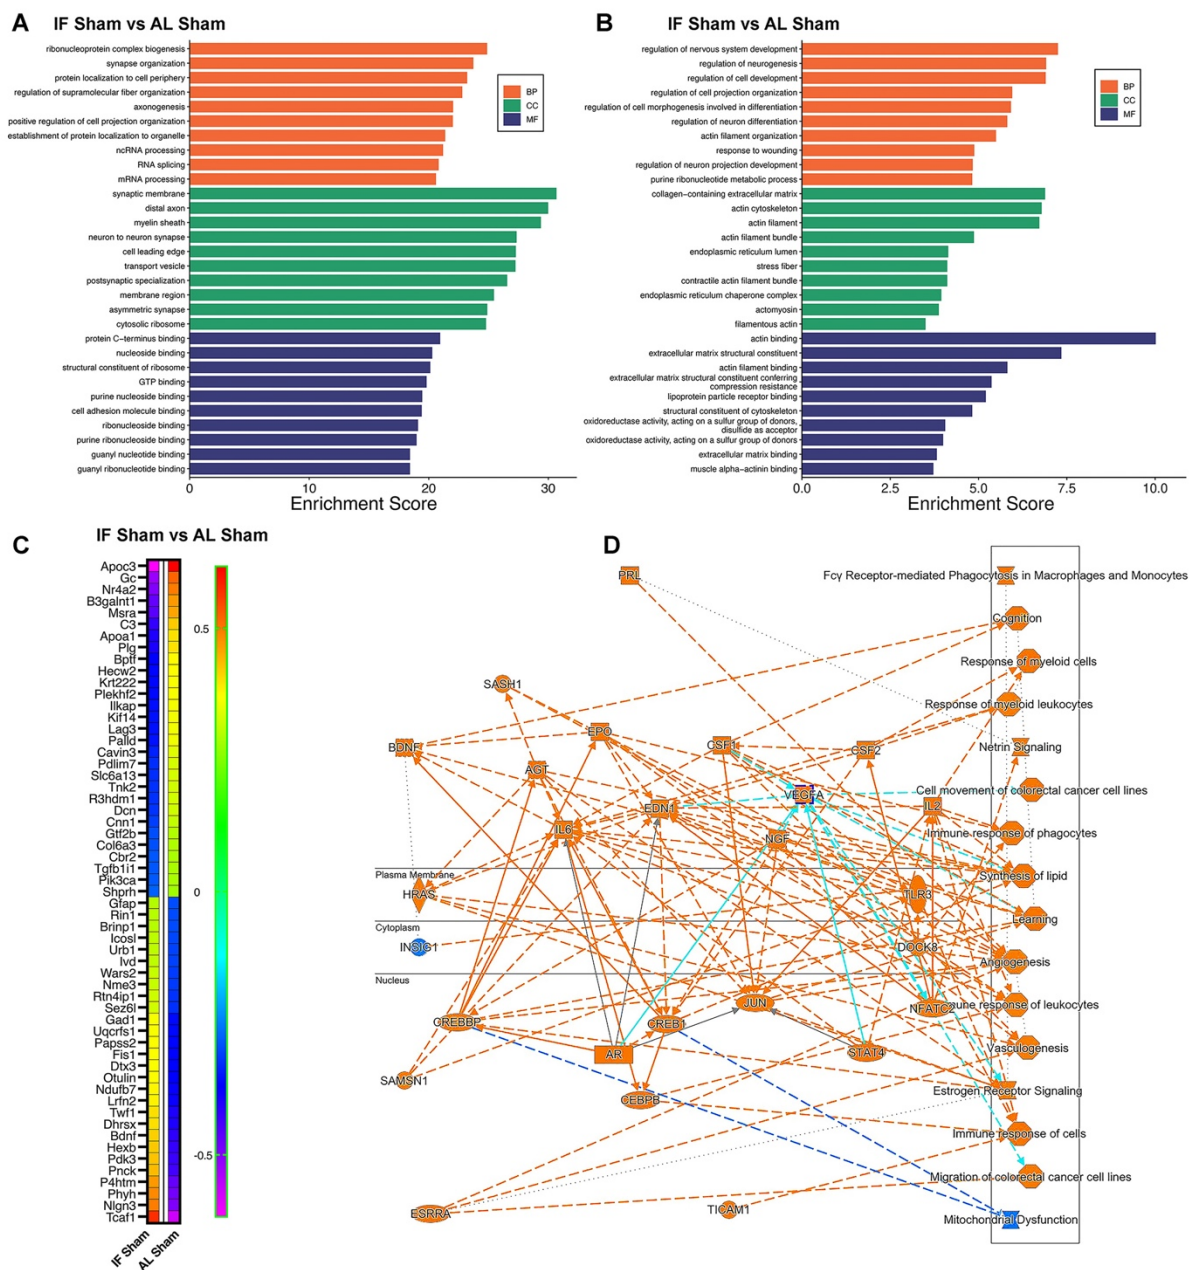 A
IF Sham vs AL Sham
ribonucleoprotein complex biogenesis
synapse organization
protein localization to cell periphery
regulation of supramolecular fiber organization
axonogenesis
positive regulation of cell projection organization
establishment of protein localization to organelle
ncRNA processing
RNA splicing
mRNA processing
synaptic membrane
distal axon
myelin sheath
neuron to neuron synapse
cell leading edge
transport vesicle
postsynaptic specialization
membrane region
asymmetric synapse
cytosolic ribosome
protein C-terminus binding
nucleoside binding
structural constituent of ribosome
GTP binding
purine nucleoside binding
cell adhesion molecule binding
ribonucleoside binding
purine ribonucleoside binding
guanyl nucleotide binding
guanyl ribonucleotide binding
BP
CC
MF
0 10 20 30
Enrichment Score
B
IF Sham vs AL Sham
regulation of nervous system development
regulation of neurogenesis
regulation of cell development
regulation of cell projection organization
regulation of cell morphogenesis involved in differentiation
regulation of neuron differentiation
actin filament organization
response to wounding
regulation of neuron projection development
purine ribonucleotide metabolic process
collagen-containing extracellular matrix
actin cytoskeleton
actin filament
actin filament bundle
endoplasmic reticulum lumen
stress fiber
contractile actin filament bundle
endoplasmic reticulum chaperone complex
actomyosin
filamentous actin
actin binding
extracellular matrix structural constituent
actin filament binding
extracellular matrix structural constituent conferring
compression resistance
lipoprotein particle receptor binding
structural constituent of cytoskeleton
oxidoreductase activity, acting on a sulfur group of donors,
disulfide as acceptor
oxidoreductase activity, acting on a sulfur group of donors
extracellular matrix binding
muscle alpha-actinin binding
BP
CC
MF
0.0 2.5 5.0 7.5 10.0
Enrichment Score
C
IF Sham vs AL Sham
Apoc3
Gc
Nr4a2
B3galnt1
Msra
C3
Apoa1
Plg
Bptf
Hecw2
Krt222
Plekhf2
Ilkap
Kif14
Lag3
Palld
Cavin3
Pdlim7
Slc6a13
Tnk2
R3hdm1
Dcn
Cnn1
Gtf2b
Col6a3
Cbr2
Tgfb1i1
Pik3ca
Shprh
Gfap
Rin1
Brinp1
Icosl
Urb1
Ivd
Wars2
Nme3
Rtn4ip1
Sez6l
Gad1
Uqcrfs1
Papss2
Fis1
Dtx3
Otulin
Ndufb7
Lrfn2
Twf1
Dhrsx
Bdnf
Hexb
Pdk3
Pnck
P4htm
Phyh
Nlgn3
Tcaf1
IF Sham
AL Sham
0.5
0
-0.5
D
PRL
Fcγ Receptor-mediated Phagocytosis in Macrophages and Monocytes
Cognition
Response of myeloid cells
SASH1
Response of myeloid leukocytes
EPO
BDNF
CSF1
CSF2
Netrin Signaling
AGT
VEGFA
Cell movement of colorectal cancer cell lines
EDN1
IL2
IL6
NGF
Immune response of phagocytes
Plasma Membrane
Synthesis of lipid
HRAS
TLR3
Learning
Cytoplasm
INSIG1
DOCK8
Angiogenesis
Nucleus
JUN
NFATC2
une response of leukocytes
CREBBP
CREB1
AR
STAT4
Vasculogenesis
SAMSN1
Estrogen Receptor Signaling
CEBPB
Immune response of cells
Migration of colorectal cancer cell lines
ESRRA
TICAM1
Mitochondrial Dysfunction